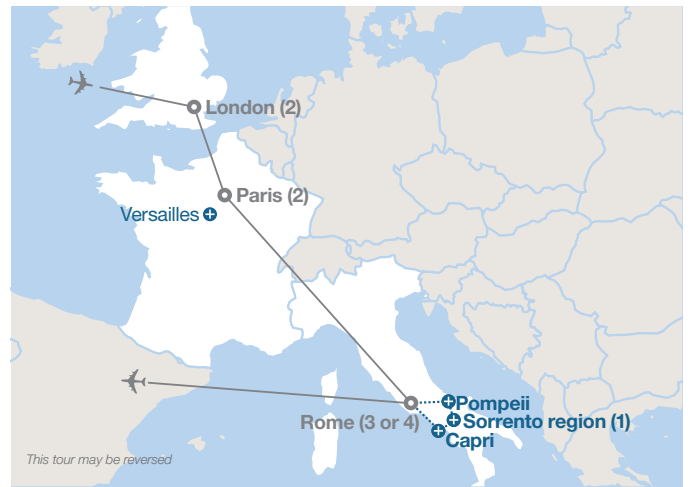 London (2)
Paris (2)
Versailles
Pompeii
Rome (3 or 4)
Sorrento region (1)
Capri
This tour may be reversed